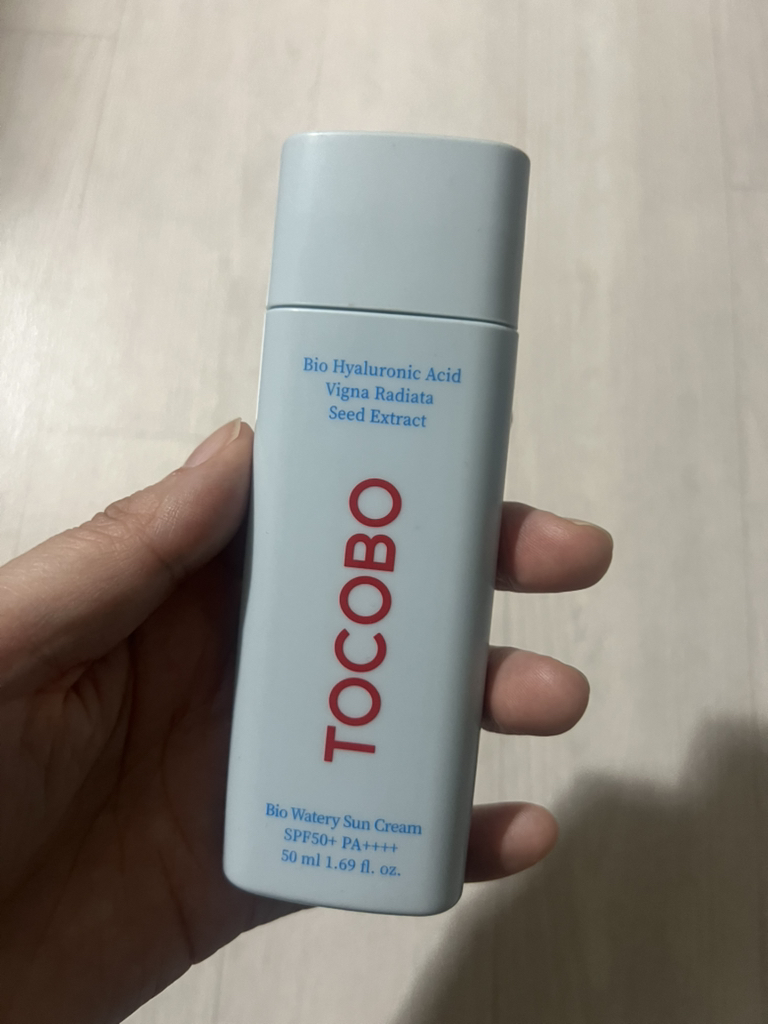 Bio Hyaluronic Acid
Vigna Radiata
Seed Extract
TOCOBO
Bio Watery Sun Cream
SPF50+ PA++++
50 ml 1.69 fl. oz.